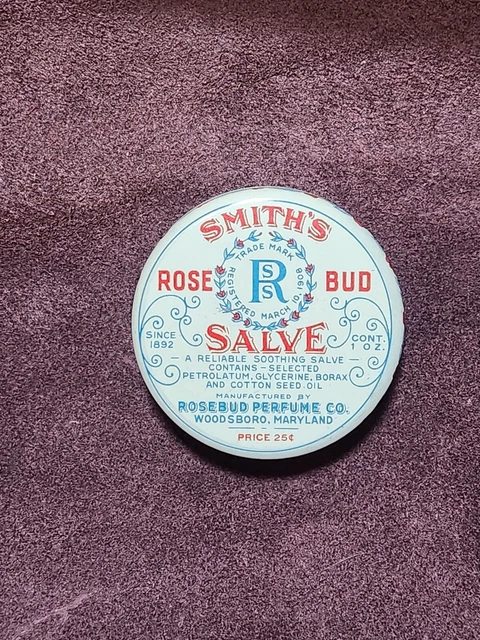 SMITH'S
TRADE MARK
REGISTERED MARCH 10, 1908
RSS
ROSE BUD
SALVE
SINCE
1892
CONT.
1 OZ.
— A RELIABLE SOOTHING SALVE —
CONTAINS - SELECTED
PETROLATUM, GLYCERINE, BORAX
AND COTTON SEED OIL
MANUFACTURED BY
ROSEBUD PERFUME CO.
WOODSBORO, MARYLAND
PRICE 25¢